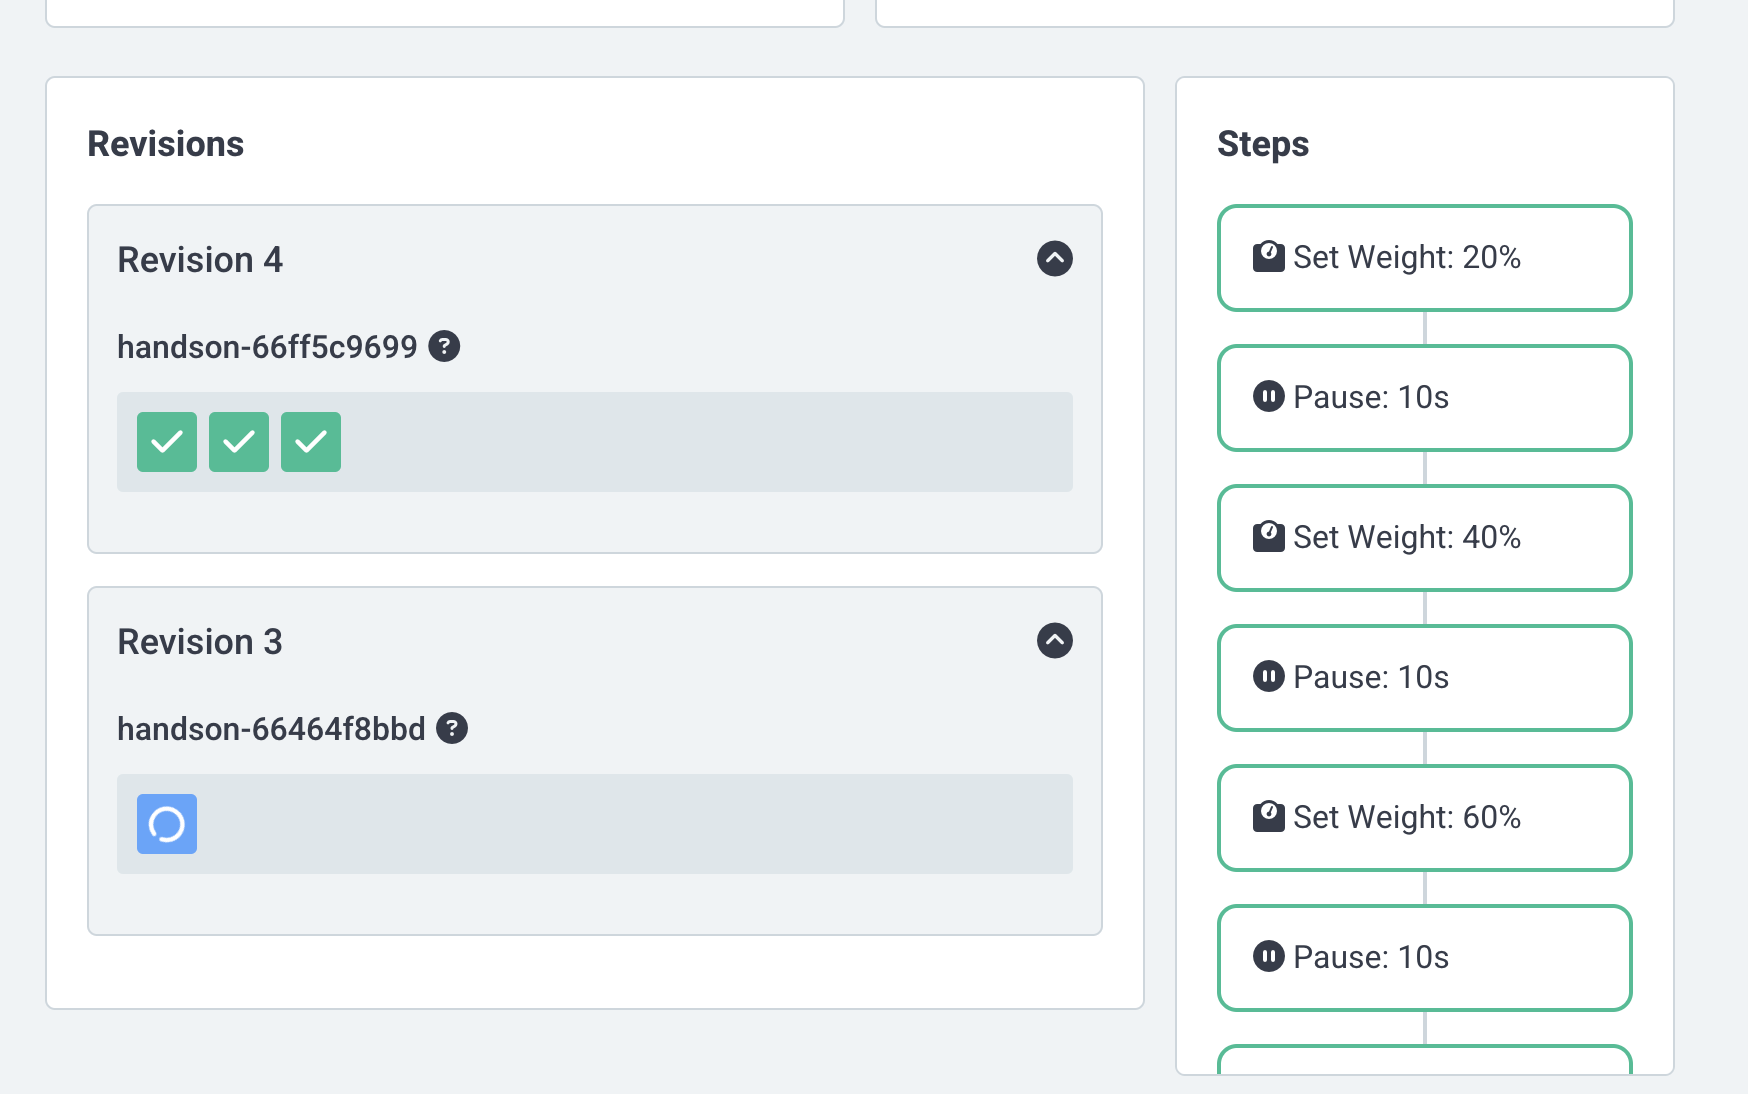 Revisions
Revision 4
handson-66ff5c9699
Revision 3
handson-66464f8bbd
Steps
Set Weight: 20%
Pause: 10s
Set Weight: 40%
Pause: 10s
Set Weight: 60%
Pause: 10s